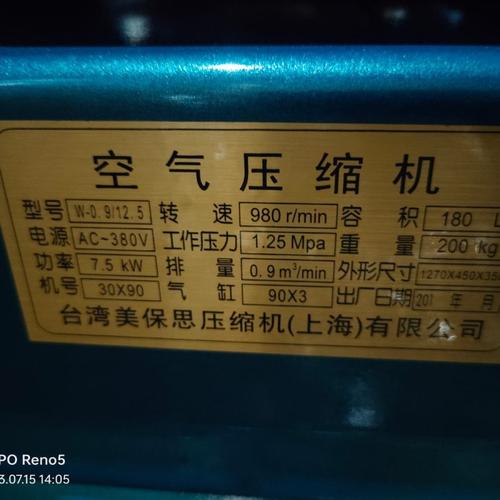 空气压缩机
型号 W-0.9/12.5 转速 980 r/min 容积 180 L
电源 AC~380V 工作压力 1.25 Mpa 重量 200 kg
功率 7.5 kW 排量 0.9 m³/min 外形尺寸 1270X450X35
机号 30X90 气缸 90X3 出厂日期 201 年 月
台湾美保思压缩机(上海)有限公司
PO Reno5
3.07.15 14:05